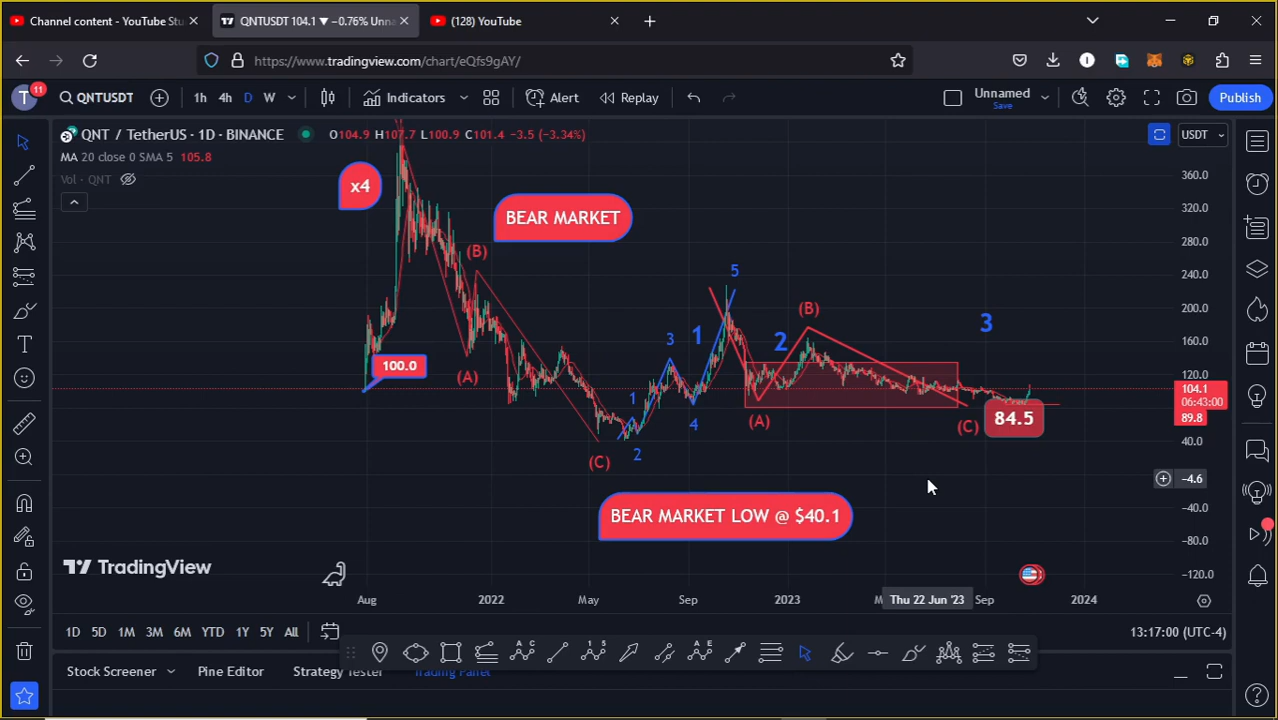 Channel content - YouTube Stu
QNTUSDT 104.1 ▼ −0.76% Unna
(128) YouTube
https://www.tradingview.com/chart/eQfs9gAY/
T
11
QNTUSDT
1h
4h
D
W
Indicators
Alert
Replay
Unnamed
Save
Publish
QNT / TetherUS · 1D · BINANCE
O104.9 H107.7 L100.9 C101.4 −3.5 (−3.34%)
USDT
MA 20 close 0 SMA 5 105.8
Vol · QNT
x4
BEAR MARKET
100.0
(B)
(A)
(C)
1
2
3
4
5
1
2
(B)
(A)
(C)
3
84.5
BEAR MARKET LOW @ $40.1
360.0
320.0
280.0
240.0
200.0
160.0
120.0
104.1
06:43:00
89.8
40.0
−4.6
−40.0
−80.0
−120.0
TradingView
Aug
2022
May
Sep
2023
Thu 22 Jun '23
Sep
2024
1D
5D
1M
3M
6M
YTD
1Y
5Y
All
13:17:00 (UTC-4)
Stock Screener
Pine Editor
Strategy Tester
Trading Panel